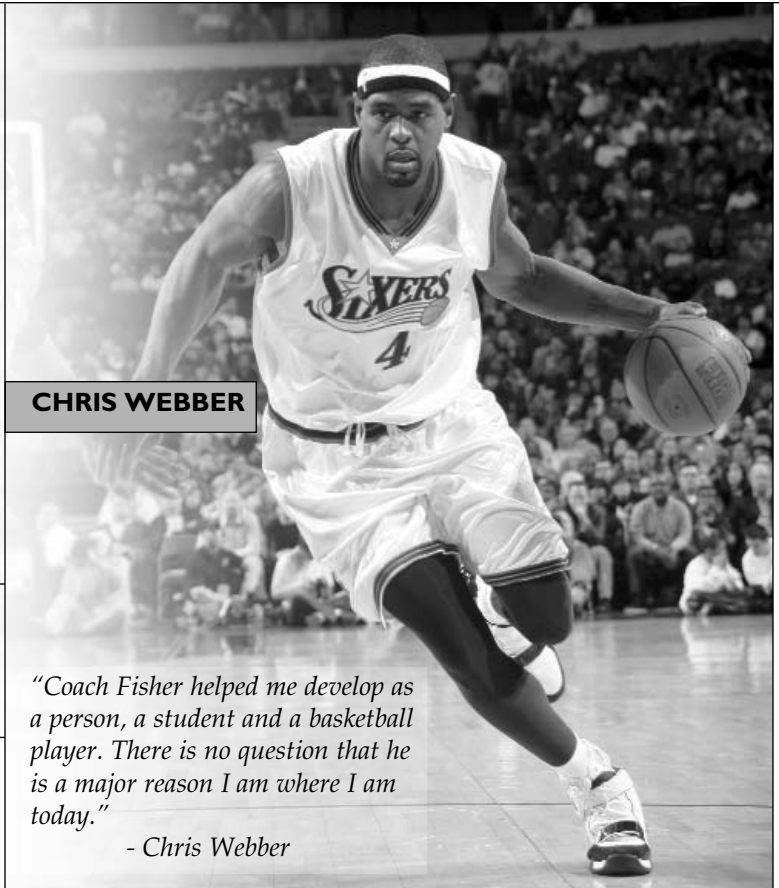 SIXERS
4
CHRIS WEBBER
“Coach Fisher helped me develop as
a person, a student and a basketball
player. There is no question that he
is a major reason I am where I am
today.”
- Chris Webber